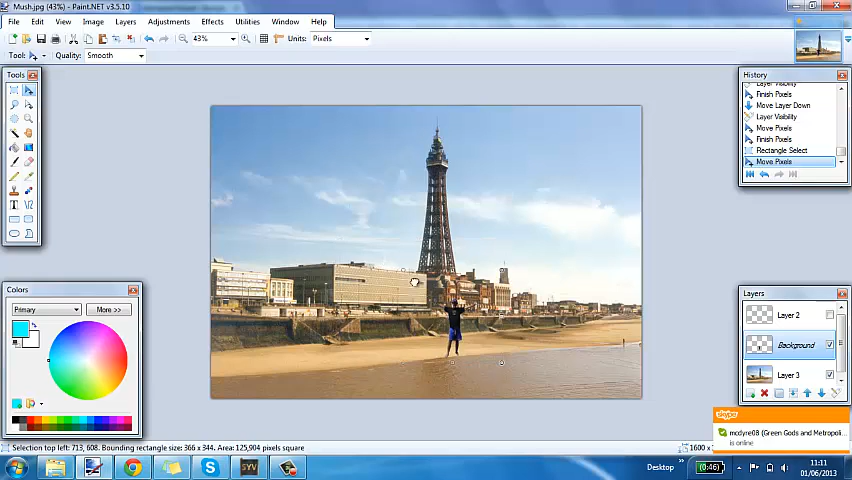 Mush.jpg (43%) - Paint.NET v3.5.10
File Edit View Image Layers Adjustments Effects Utilities Window Help
43% Units: Pixels
Tool: Quality: Smooth
Tools
History
Layer Visibility
Finish Pixels
Move Layer Down
Layer Visibility
Move Pixels
Finish Pixels
Rectangle Select
Move Pixels
Colors
Primary More >>
Layers
Layer 2
Background
Layer 3
skype
mcdyre08 (Green Gods and Metropoli...
is online
Selection top left: 713, 608. Bounding rectangle size: 366 x 344. Area: 125,904 pixels square
1600 x
SYV
Desktop
(0:46)
11:11
01/06/2013